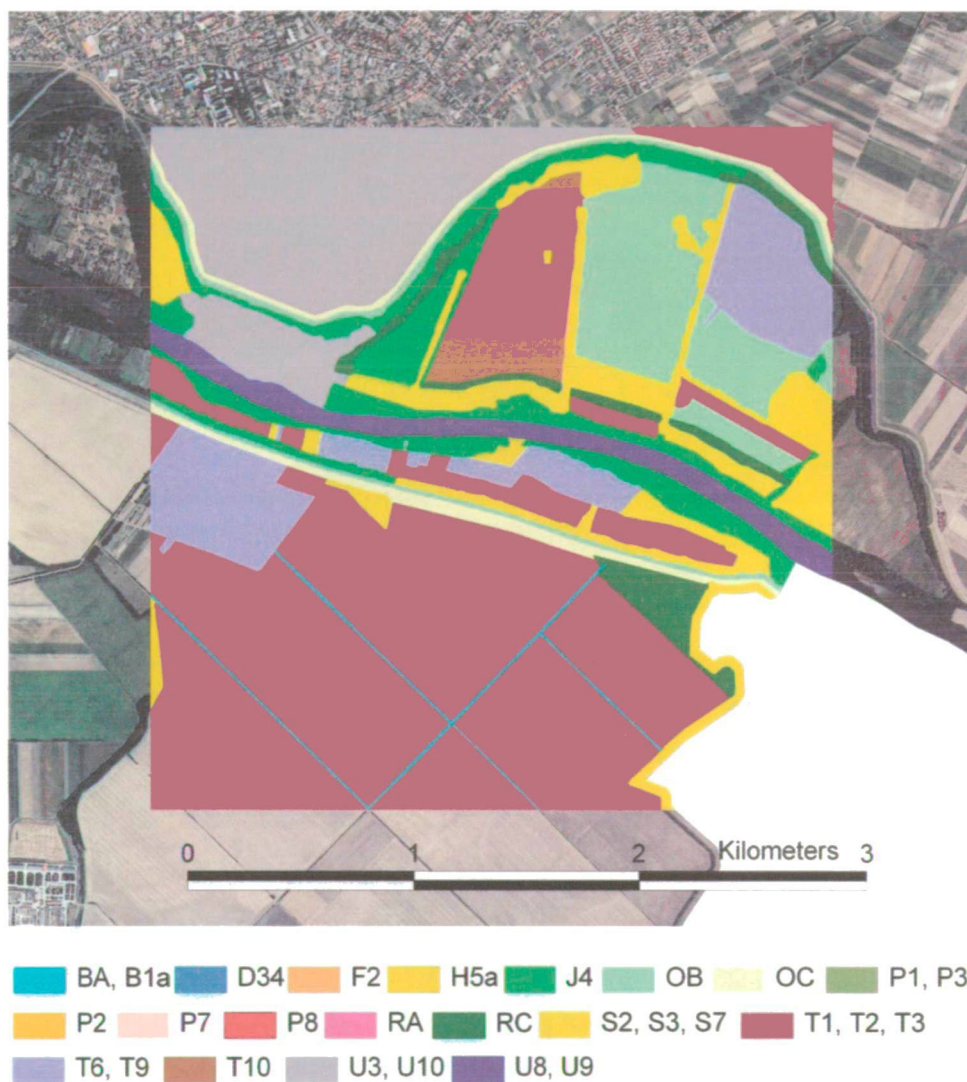 0 1 2 Kilometers 3
BA, B1a D34 F2 H5a J4 OB OC P1, P3
P2 P7 P8 RA RC S2, S3, S7 T1, T2, T3
T6, T9 T10 U3, U10 U8, U9